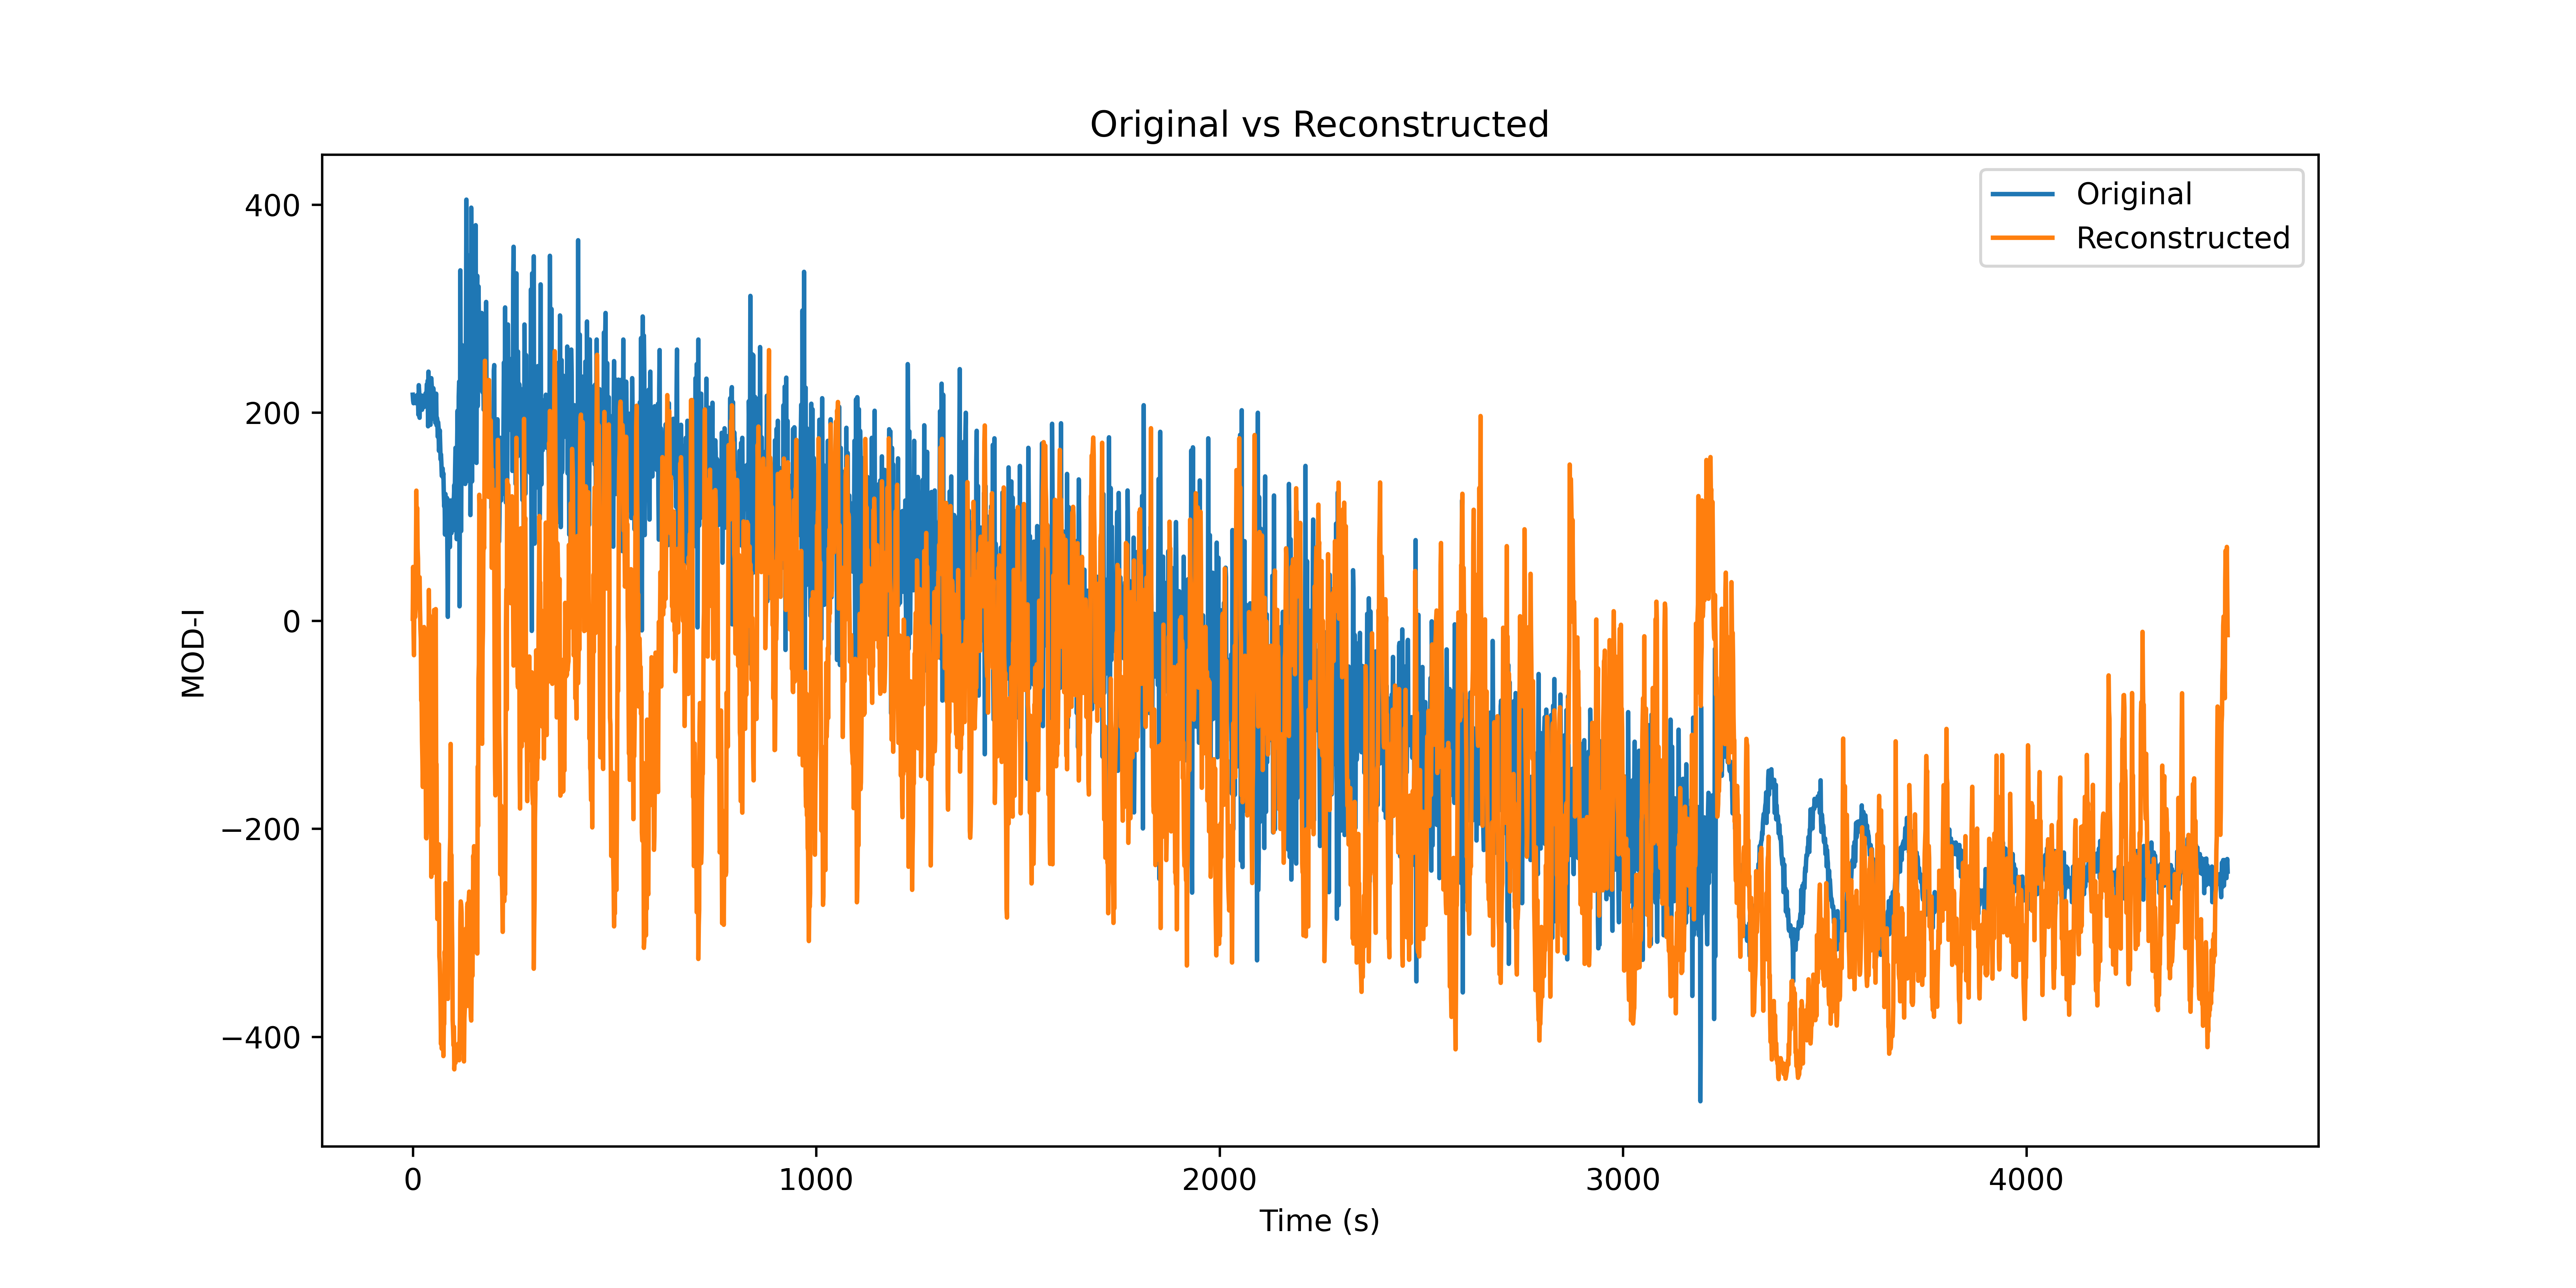 Original vs Reconstructed
Original
Reconstructed
400
200
0
−200
−400
MOD-I
0
1000
2000
3000
4000
Time (s)